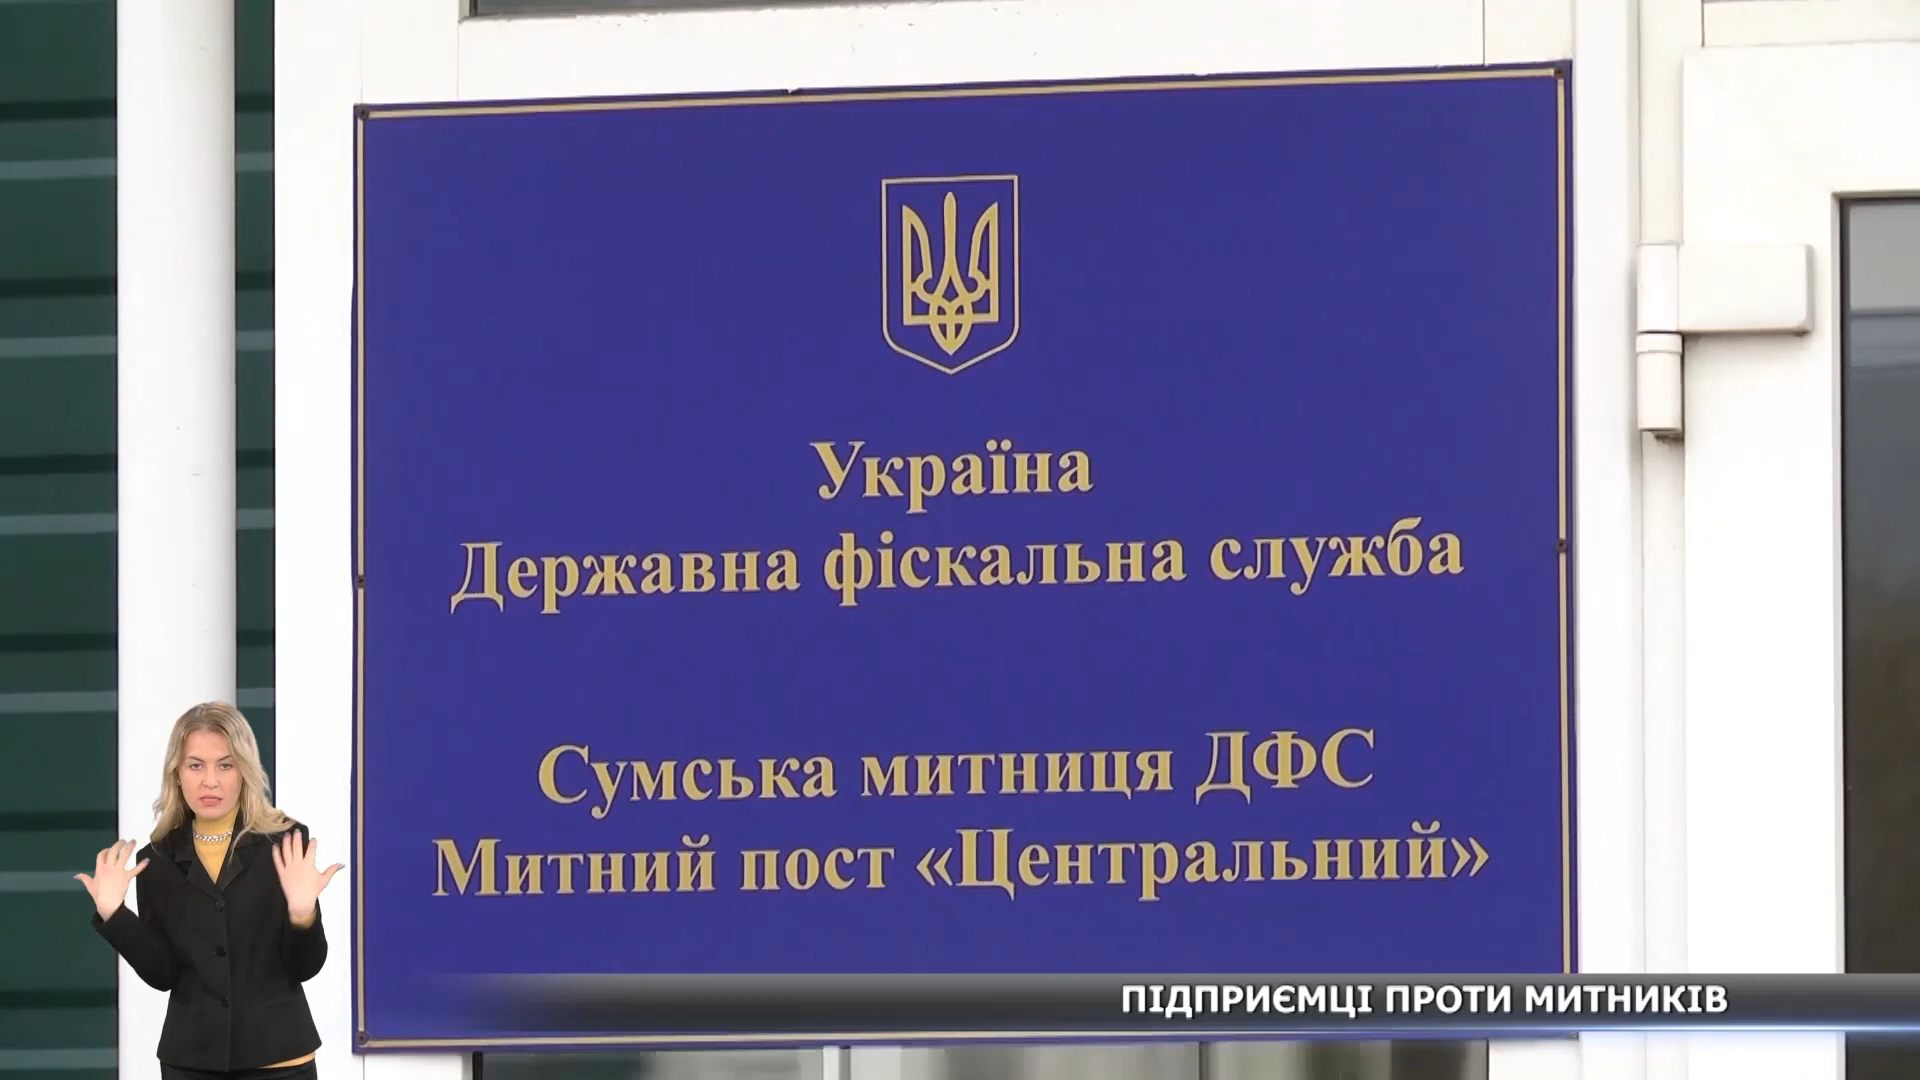 Україна
Державна фіскальна служба
Сумська митниця ДФС
Митний пост «Центральний»
ПІДПРИЄМЦІ ПРОТИ МИТНИКІВ